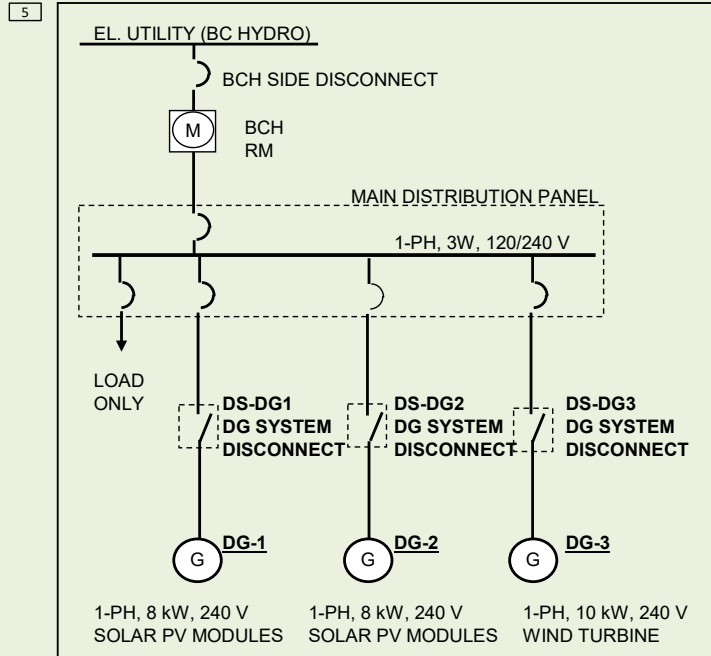 5
EL. UTILITY (BC HYDRO)
BCH SIDE DISCONNECT
M
BCH
RM
MAIN DISTRIBUTION PANEL
1-PH, 3W, 120/240 V
LOAD
ONLY
DS-DG1
DG SYSTEM
DISCONNECT
DS-DG2
DG SYSTEM
DISCONNECT
DS-DG3
DG SYSTEM
DISCONNECT
G
DG-1
G
DG-2
G
DG-3
1-PH, 8 kW, 240 V
SOLAR PV MODULES
1-PH, 8 kW, 240 V
SOLAR PV MODULES
1-PH, 10 kW, 240 V
WIND TURBINE